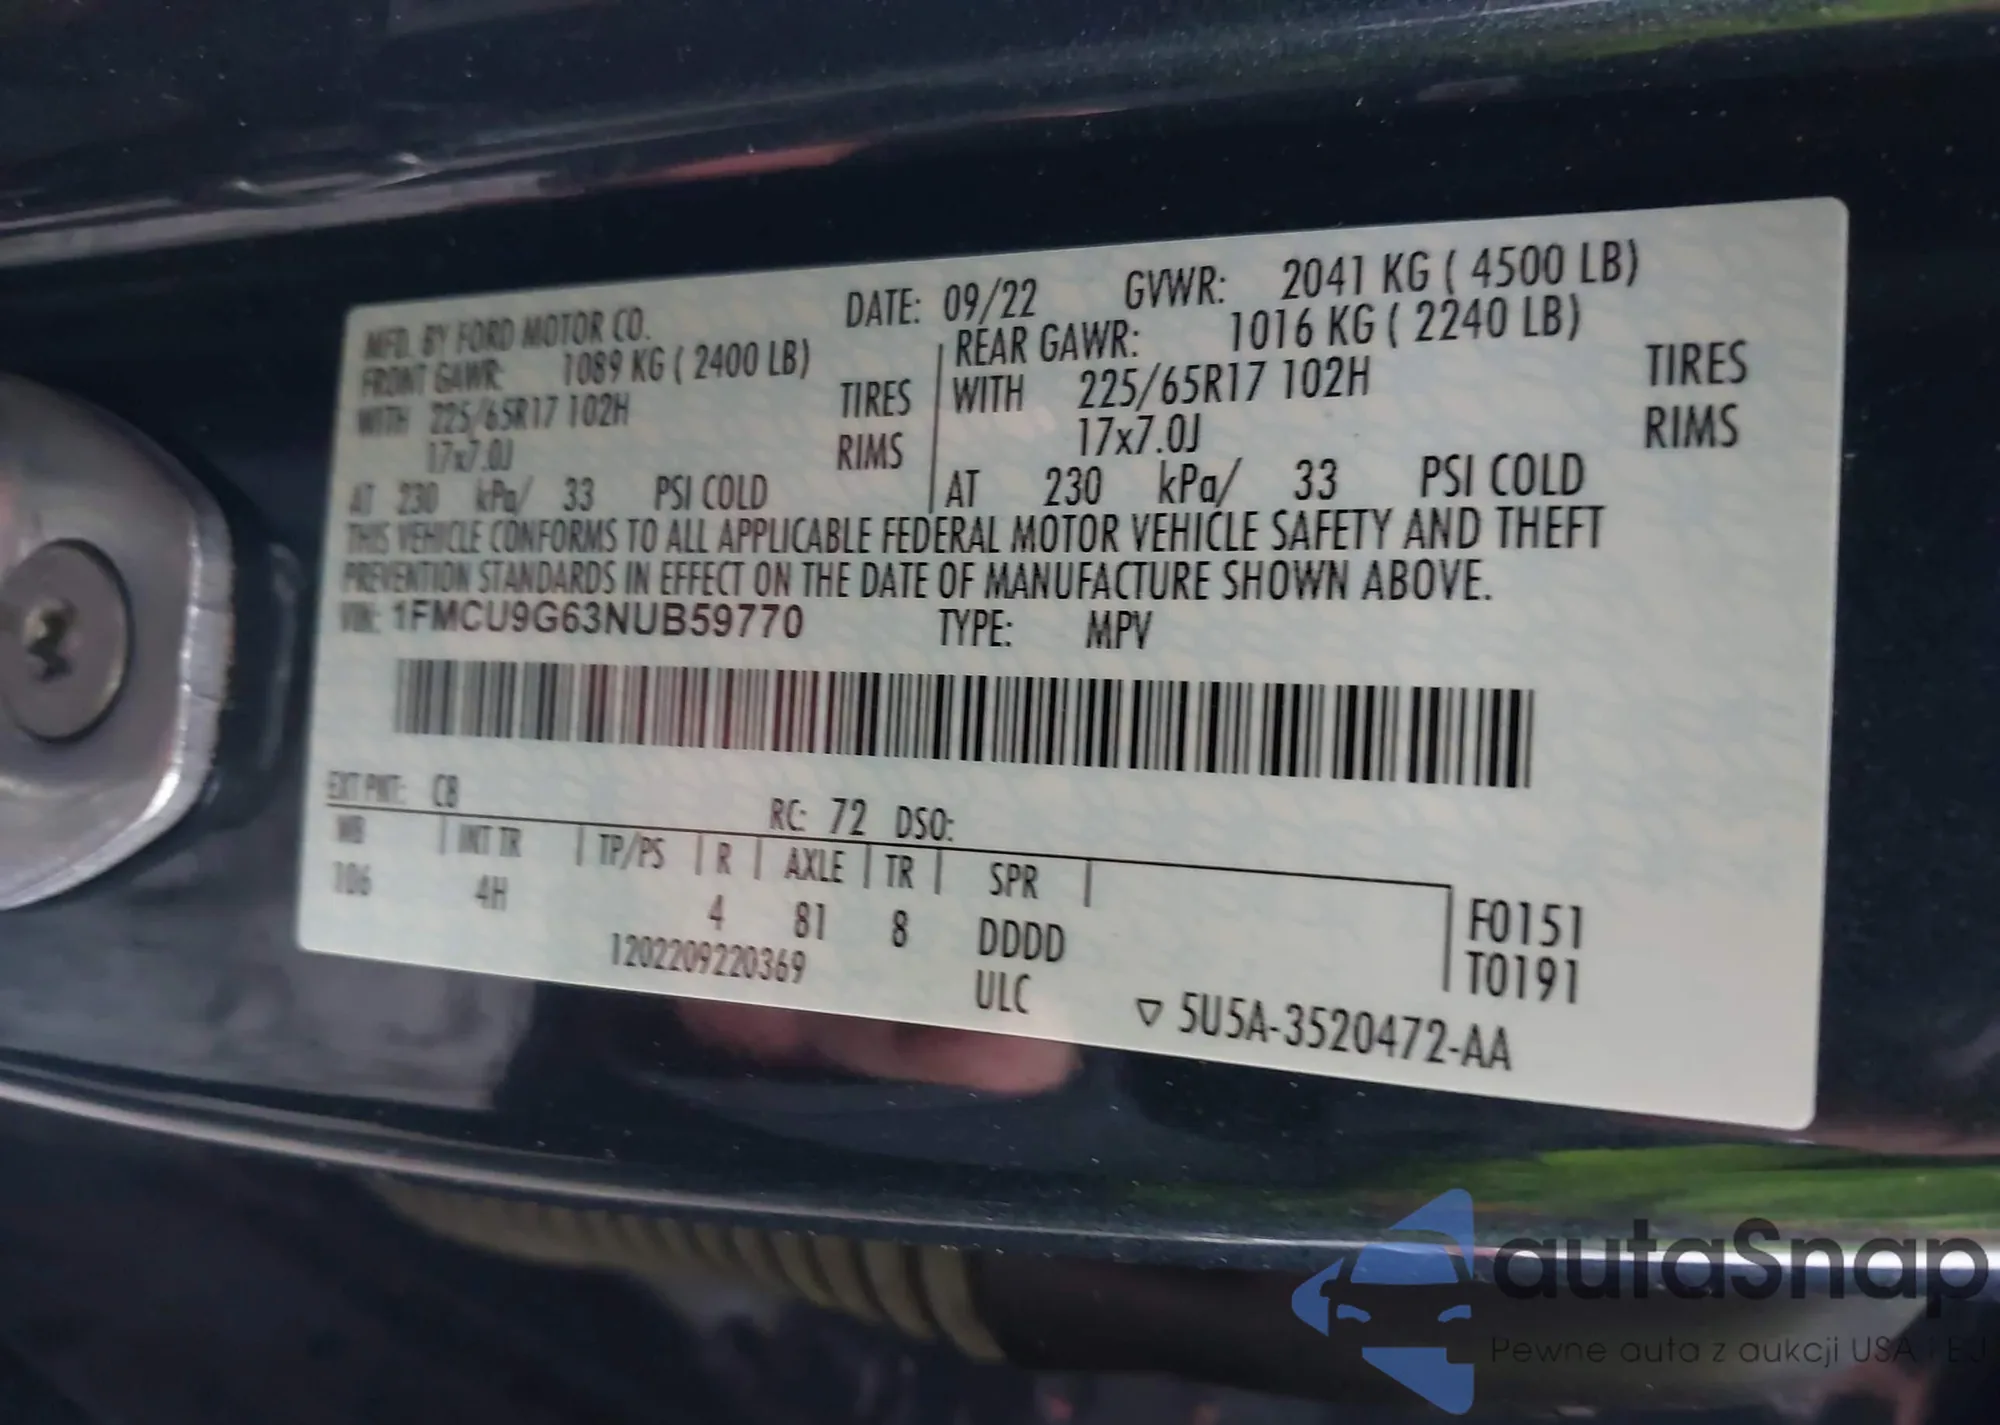 MFD. BY FORD MOTOR CO. DATE: 09/22 GVWR: 2041 KG ( 4500 LB)
FRONT GAWR: 1089 KG ( 2400 LB) REAR GAWR: 1016 KG ( 2240 LB)
WITH 225/65R17 102H TIRES WITH 225/65R17 102H TIRES
17x7.0J RIMS 17x7.0J RIMS
AT 230 kPa/ 33 PSI COLD AT 230 kPa/ 33 PSI COLD
THIS VEHICLE CONFORMS TO ALL APPLICABLE FEDERAL MOTOR VEHICLE SAFETY AND THEFT
PREVENTION STANDARDS IN EFFECT ON THE DATE OF MANUFACTURE SHOWN ABOVE.
VIN: 1FMCU9G63NUB59770 TYPE: MPV
EXT PNT: CB RC: 72 DSO:
WB INT TR TP/PS R AXLE TR SPR
106 4H 4 81 8 DDDD F0151
1202209220369 ULC T0191
5U5A-3520472-AA
autaSnap
Pewne auta z aukcji USA i EU